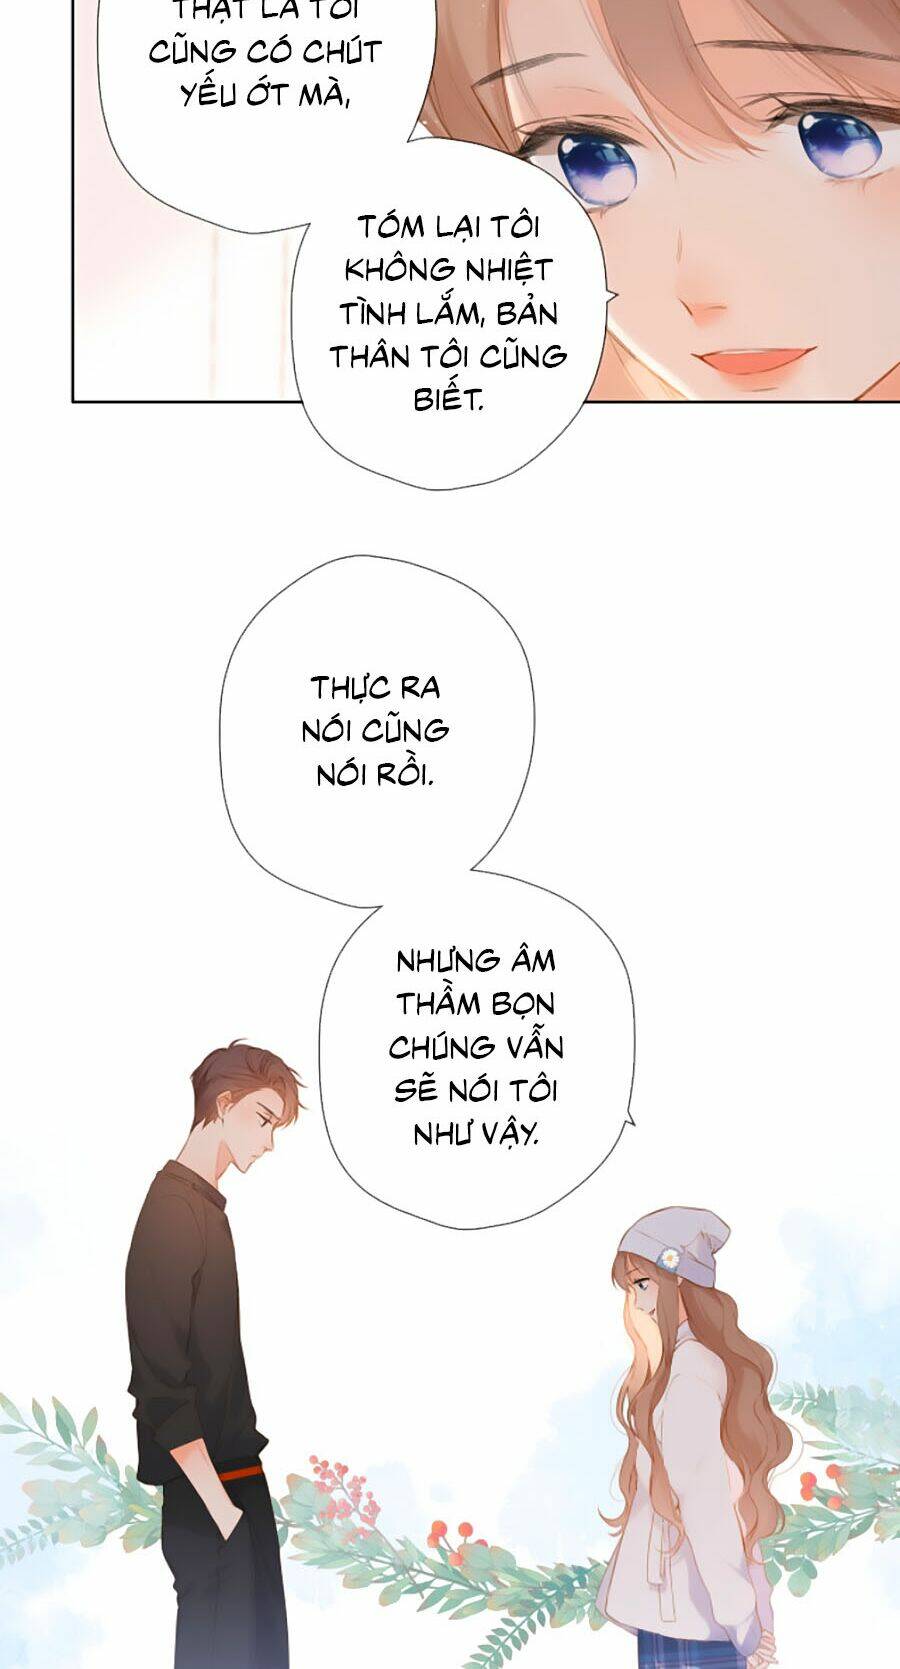 THẬT LÀ TÔI
CŨNG CÓ CHÚT
YẾU ỚT MÀ,
TÓM LẠI TÔI
KHÔNG NHIỆT
TÌNH LẮM, BẢN
THÂN TÔI CŨNG
BIẾT.
THỰC RA
NÓI CŨNG
NÓI RỒI.
NHƯNG ÂM
THẦM BỌN
CHÚNG VẪN
SẼ NÓI TÔI
NHƯ VẬY.